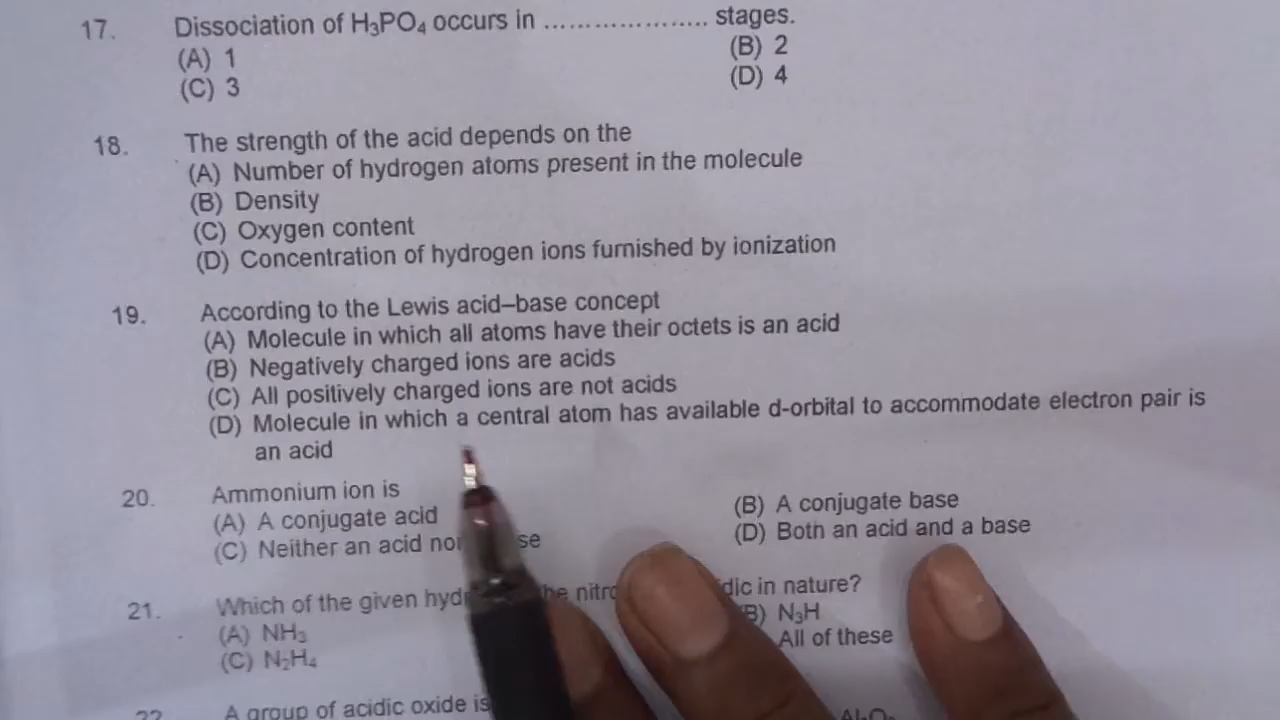 17. Dissociation of H₃PO₄ occurs in .................... stages.
(A) 1 (B) 2
(C) 3 (D) 4
18. The strength of the acid depends on the
(A) Number of hydrogen atoms present in the molecule
(B) Density
(C) Oxygen content
(D) Concentration of hydrogen ions furnished by ionization
19. According to the Lewis acid–base concept
(A) Molecule in which all atoms have their octets is an acid
(B) Negatively charged ions are acids
(C) All positively charged ions are not acids
(D) Molecule in which a central atom has available d-orbital to accommodate electron pair is
an acid
20. Ammonium ion is
(A) A conjugate acid (B) A conjugate base
(C) Neither an acid (D) Both an acid and a base
21. Which of the given in nature?
(A) NH₃ (B) N₃H
(C) N₂H₄ All of these
A group of acidic oxide is